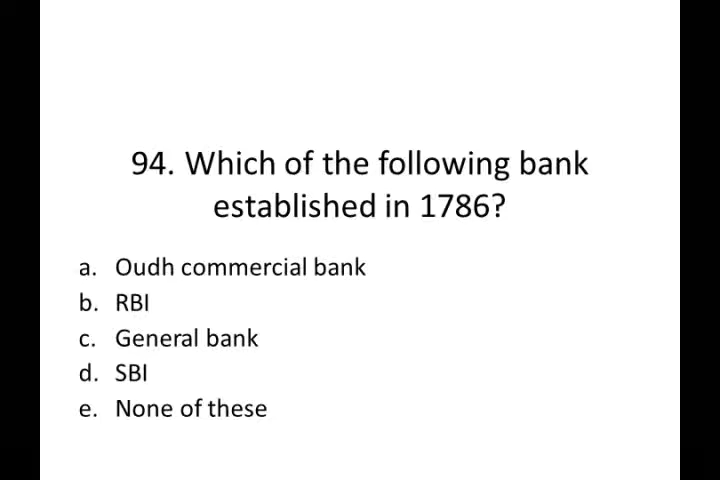 94. Which of the following bank
established in 1786?
a. Oudh commercial bank
b. RBI
c. General bank
d. SBI
e. None of these